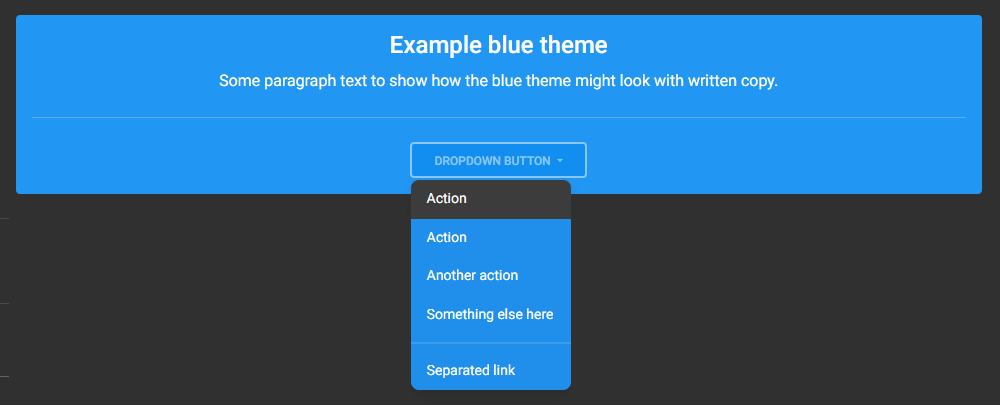 Example blue theme
Some paragraph text to show how the blue theme might look with written copy.
DROPDOWN BUTTON
Action
Action
Another action
Something else here
Separated link